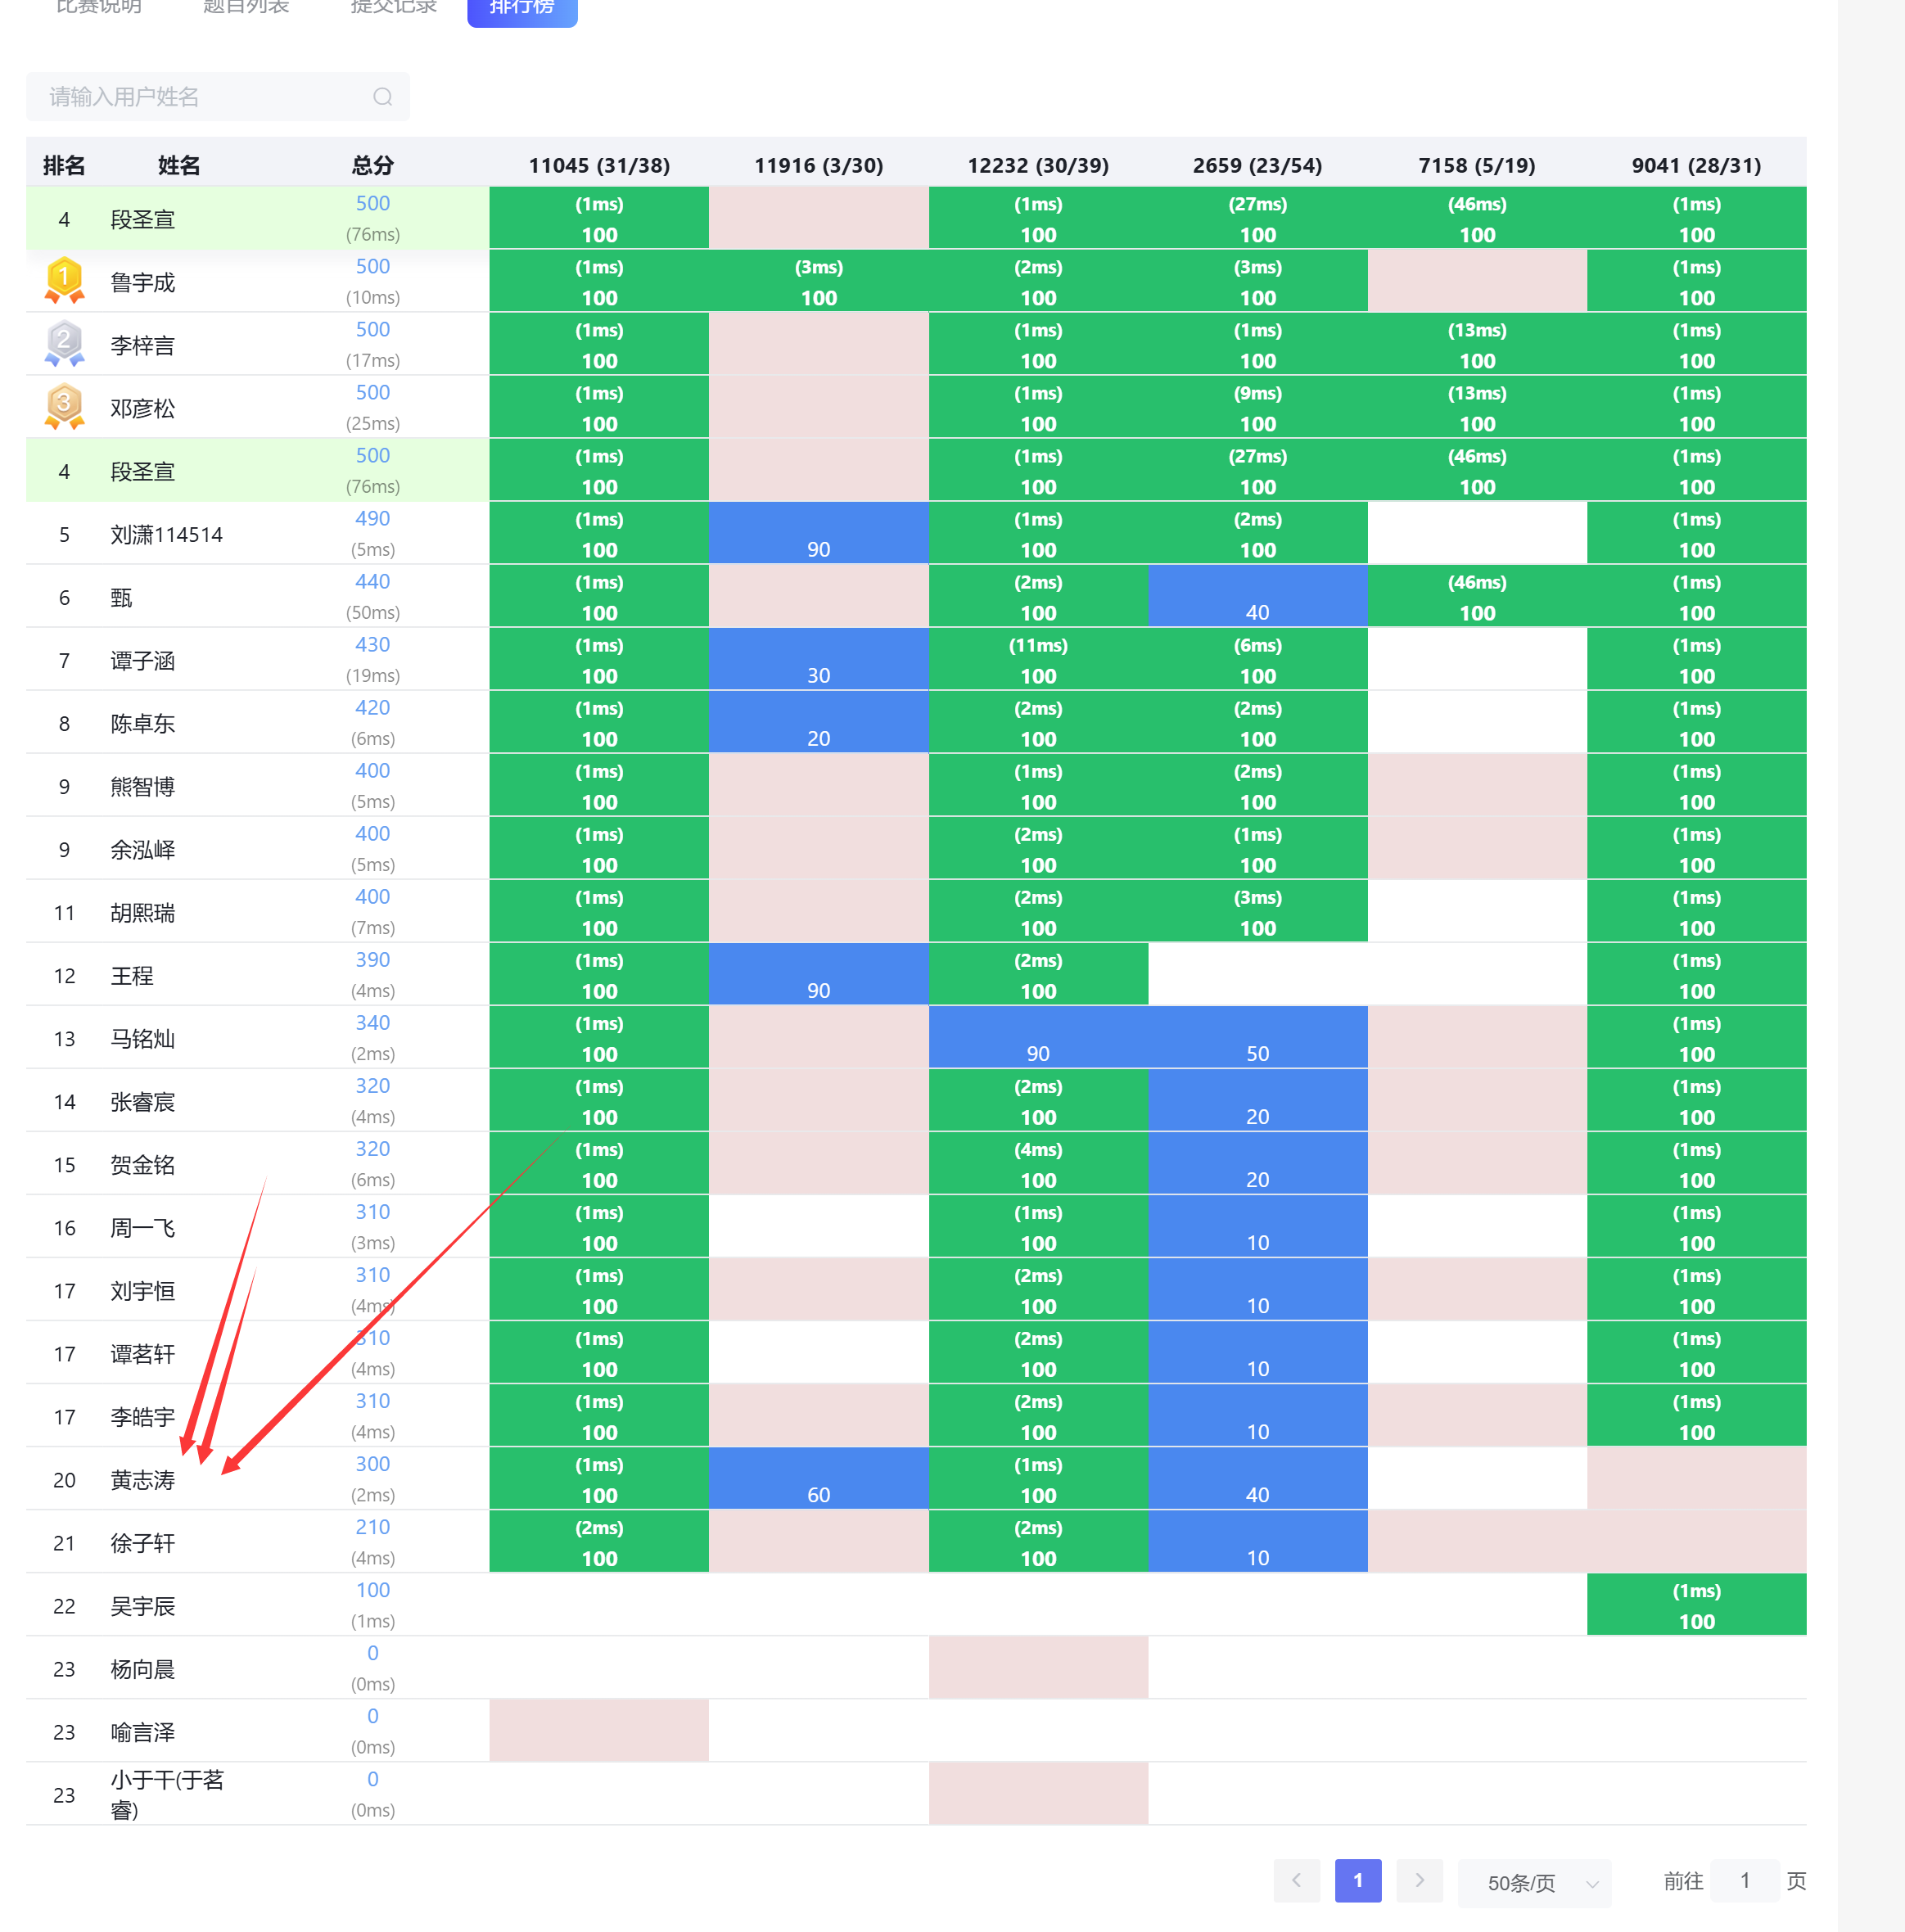 比赛说明 题目列表 提交记录 排行榜
请输入用户姓名
排名 姓名 总分 11045 (31/38) 11916 (3/30) 12232 (30/39) 2659 (23/54) 7158 (5/19) 9041 (28/31)
500 (1ms) (1ms) (27ms) (46ms) (1ms)
4 段圣宣
(76ms) 100 100 100 100 100
500 (1ms) (3ms) (2ms) (3ms) (1ms)
1 鲁宇成
(10ms) 100 100 100 100 100
500 (1ms) (1ms) (1ms) (13ms) (1ms)
2 李梓言
(17ms) 100 100 100 100 100
500 (1ms) (1ms) (9ms) (13ms) (1ms)
3 邓彦松
(25ms) 100 100 100 100 100
500 (1ms) (1ms) (27ms) (46ms) (1ms)
4 段圣宣
(76ms) 100 100 100 100 100
490 (1ms) (1ms) (2ms) (1ms)
5 刘潇114514
(5ms) 100 90 100 100 100
440 (1ms) (2ms) (46ms) (1ms)
6 甄
(50ms) 100 100 40 100 100
430 (1ms) (11ms) (6ms) (1ms)
7 谭子涵
(19ms) 100 30 100 100 100
420 (1ms) (2ms) (2ms) (1ms)
8 陈卓东
(6ms) 100 20 100 100 100
400 (1ms) (1ms) (2ms) (1ms)
9 熊智博
(5ms) 100 100 100 100
400 (1ms) (2ms) (1ms) (1ms)
9 余泓峄
(5ms) 100 100 100 100
400 (1ms) (2ms) (3ms) (1ms)
11 胡熙瑞
(7ms) 100 100 100 100
390 (1ms) (2ms) (1ms)
12 王程
(4ms) 100 90 100 100
340 (1ms) (1ms)
13 马铭灿
(2ms) 100 90 50 100
320 (1ms) (2ms) (1ms)
14 张睿宸
(4ms) 100 100 20 100
320 (1ms) (4ms) (1ms)
15 贺金铭
(6ms) 100 100 20 100
310 (1ms) (1ms) (1ms)
16 周一飞
(3ms) 100 100 10 100
310 (1ms) (2ms) (1ms)
17 刘宇恒
(4ms) 100 100 10 100
310 (1ms) (2ms) (1ms)
17 谭茗轩
(4ms) 100 100 10 100
310 (1ms) (2ms) (1ms)
17 李皓宇
(4ms) 100 100 10 100
300 (1ms) (1ms)
20 黄志涛
(2ms) 100 60 100 40
210 (2ms) (2ms)
21 徐子轩
(4ms) 100 100 10
100 (1ms)
22 吴宇辰
(1ms) 100
0
23 杨向晨
(0ms)
0
23 喻言泽
(0ms)
小于干(于茗 0
23
睿) (0ms)
1 50条/页 前往 1 页